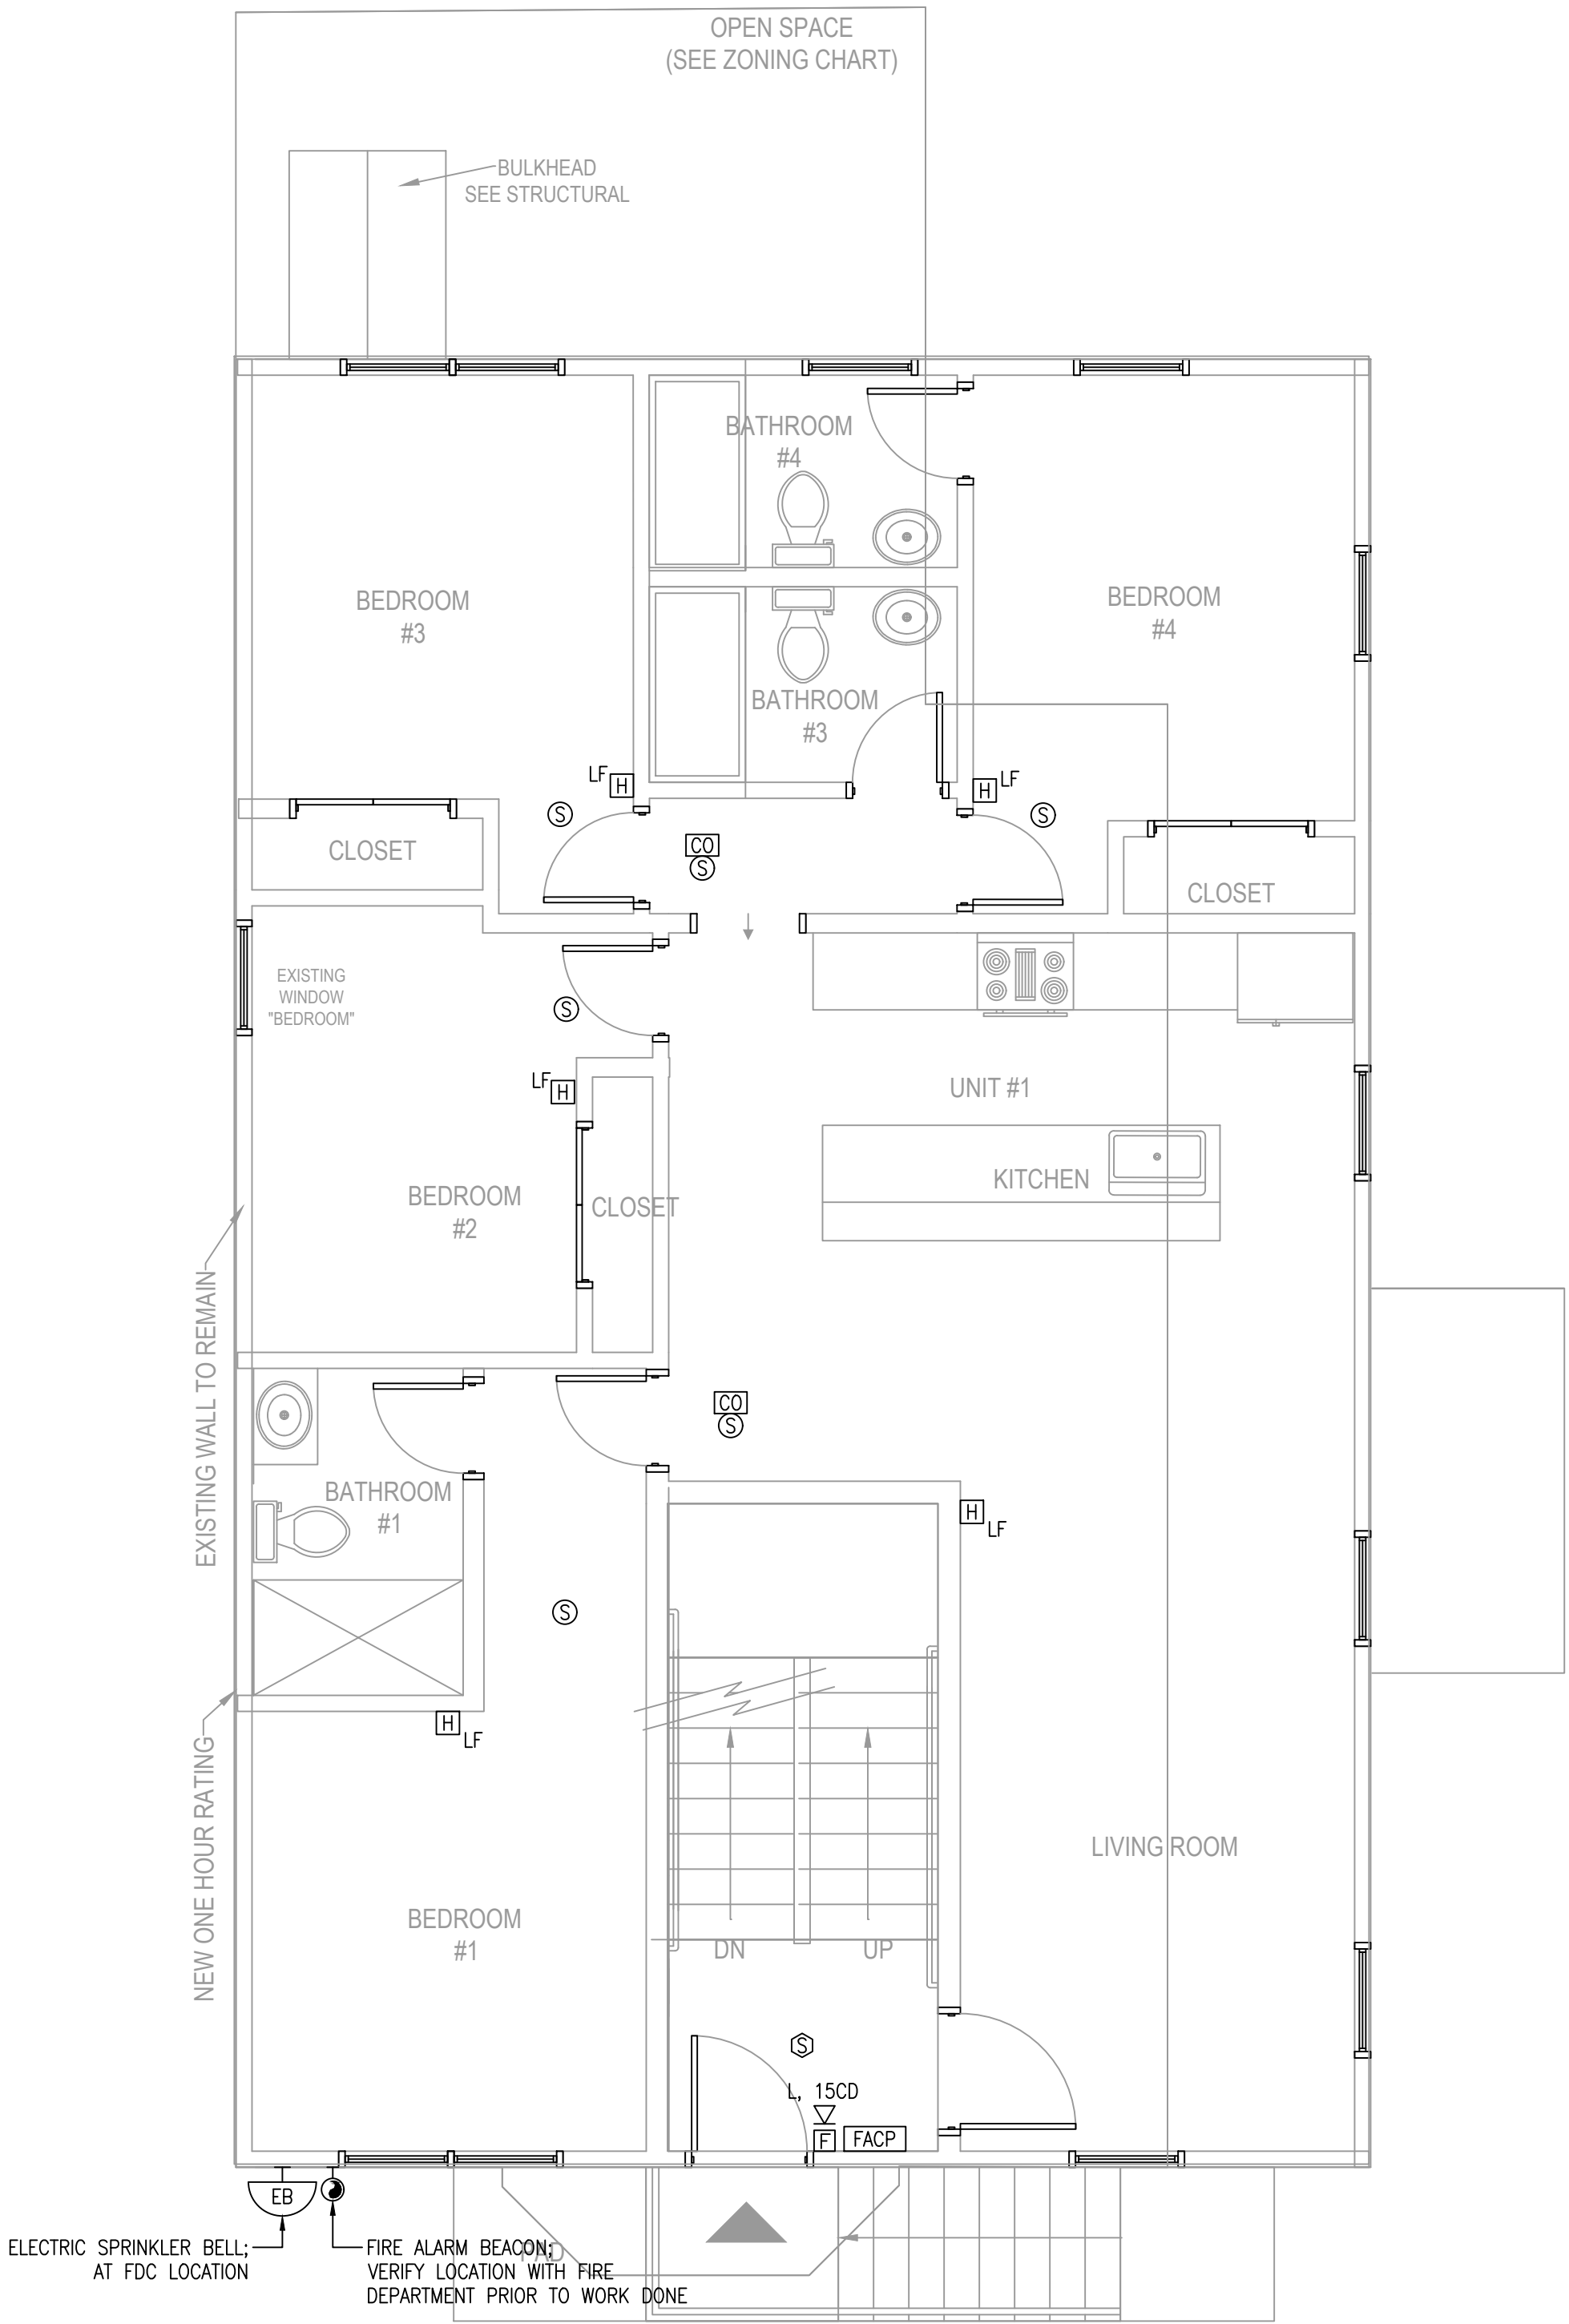 OPEN SPACE
(SEE ZONING CHART)
BULKHEAD
SEE STRUCTURAL
BATHROOM
#4
BEDROOM
#3
BEDROOM
#4
BATHROOM
#3
LF
H
H
LF
S
S
CO
S
CLOSET
CLOSET
EXISTING
WINDOW
"BEDROOM"
S
LF
H
UNIT #1
KITCHEN
BEDROOM
#2
CLOSET
EXISTING WALL TO REMAIN
CO
S
BATHROOM
#1
H
LF
S
H
LF
NEW ONE HOUR RATING
LIVING ROOM
BEDROOM
#1
DN
UP
S
L, 15CD
F
FACP
EB
ELECTRIC SPRINKLER BELL;
AT FDC LOCATION
FIRE ALARM BEACON;
VERIFY LOCATION WITH FIRE
DEPARTMENT PRIOR TO WORK DONE
PAD